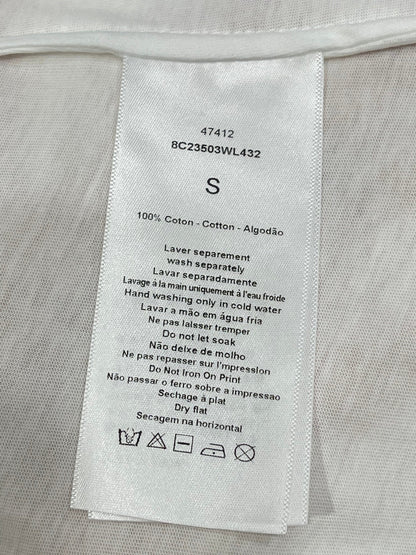 47412
8C23503WL432
S
100% Coton - Cotton - Algodão
Laver separement
wash separately
Lavar separadamente
Lavage à la main uniquement à l'eau froide
Hand washing only in cold water
Lavar a mão em água fria
Ne pas laisser tremper
Do not let soak
Não deixe de molho
Ne pas repasser sur l'impression
Do Not Iron On Print
Não passar o ferro sobre a impressao
Sechage à plat
Dry flat
Secagem na horizontal